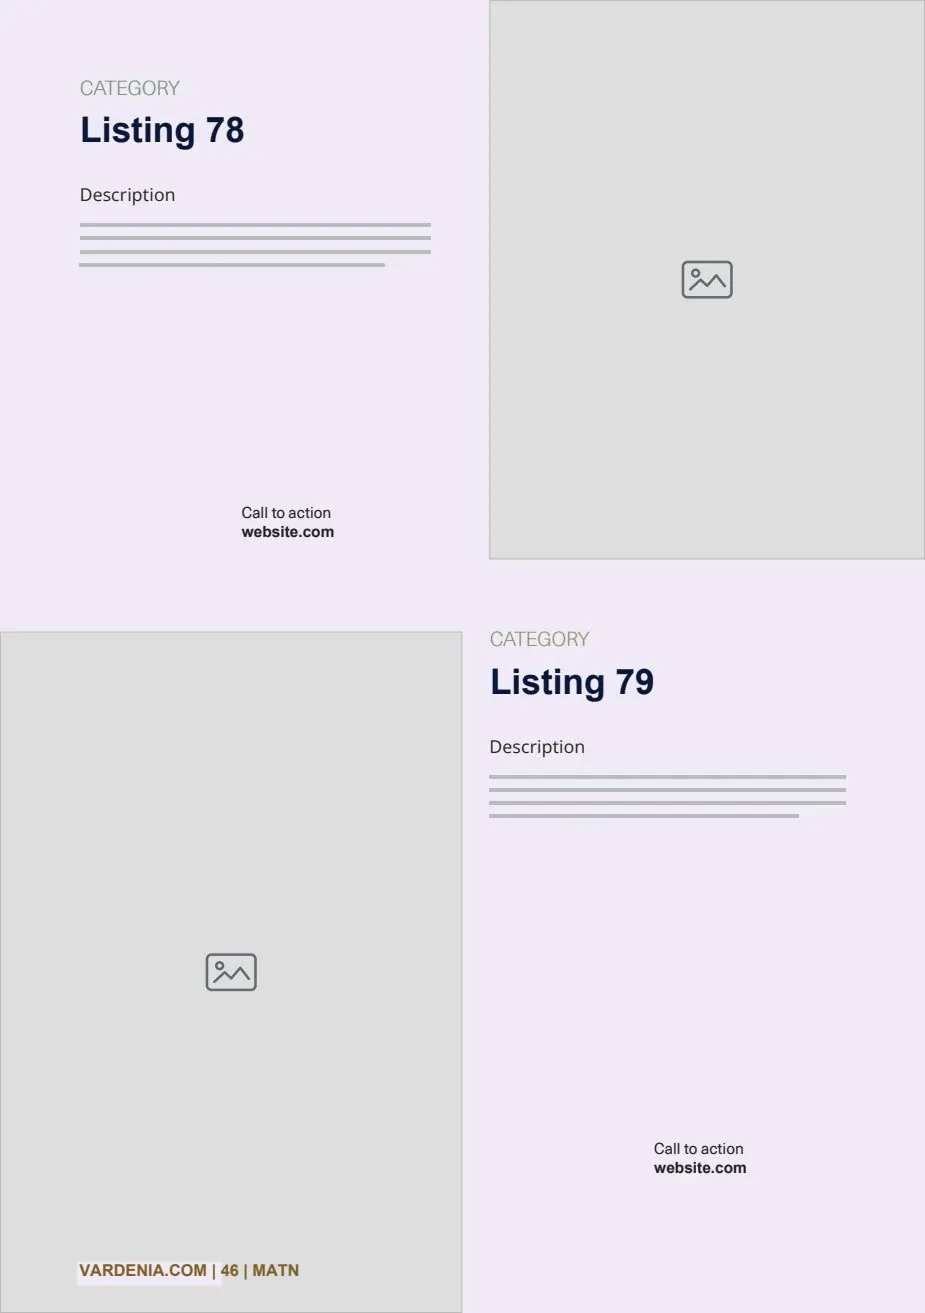 CATEGORY
Listing 78
Description
Call to action
website.com
CATEGORY
Listing 79
Description
Call to action
website.com
VARDENIA.COM | 46 | MATN